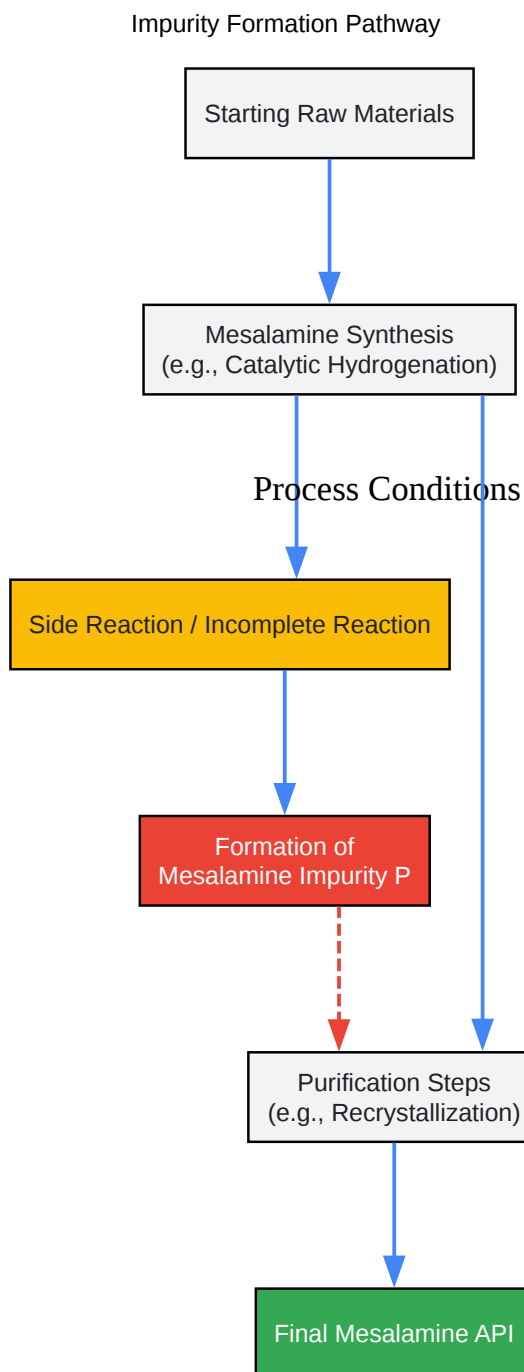 Impurity Formation Pathway
Starting Raw Materials
Mesalamine Synthesis
(e.g., Catalytic Hydrogenation)
Process Conditions
Side Reaction / Incomplete Reaction
Formation of
Mesalamine Impurity P
Purification Steps
(e.g., Recrystallization)
Final Mesalamine API